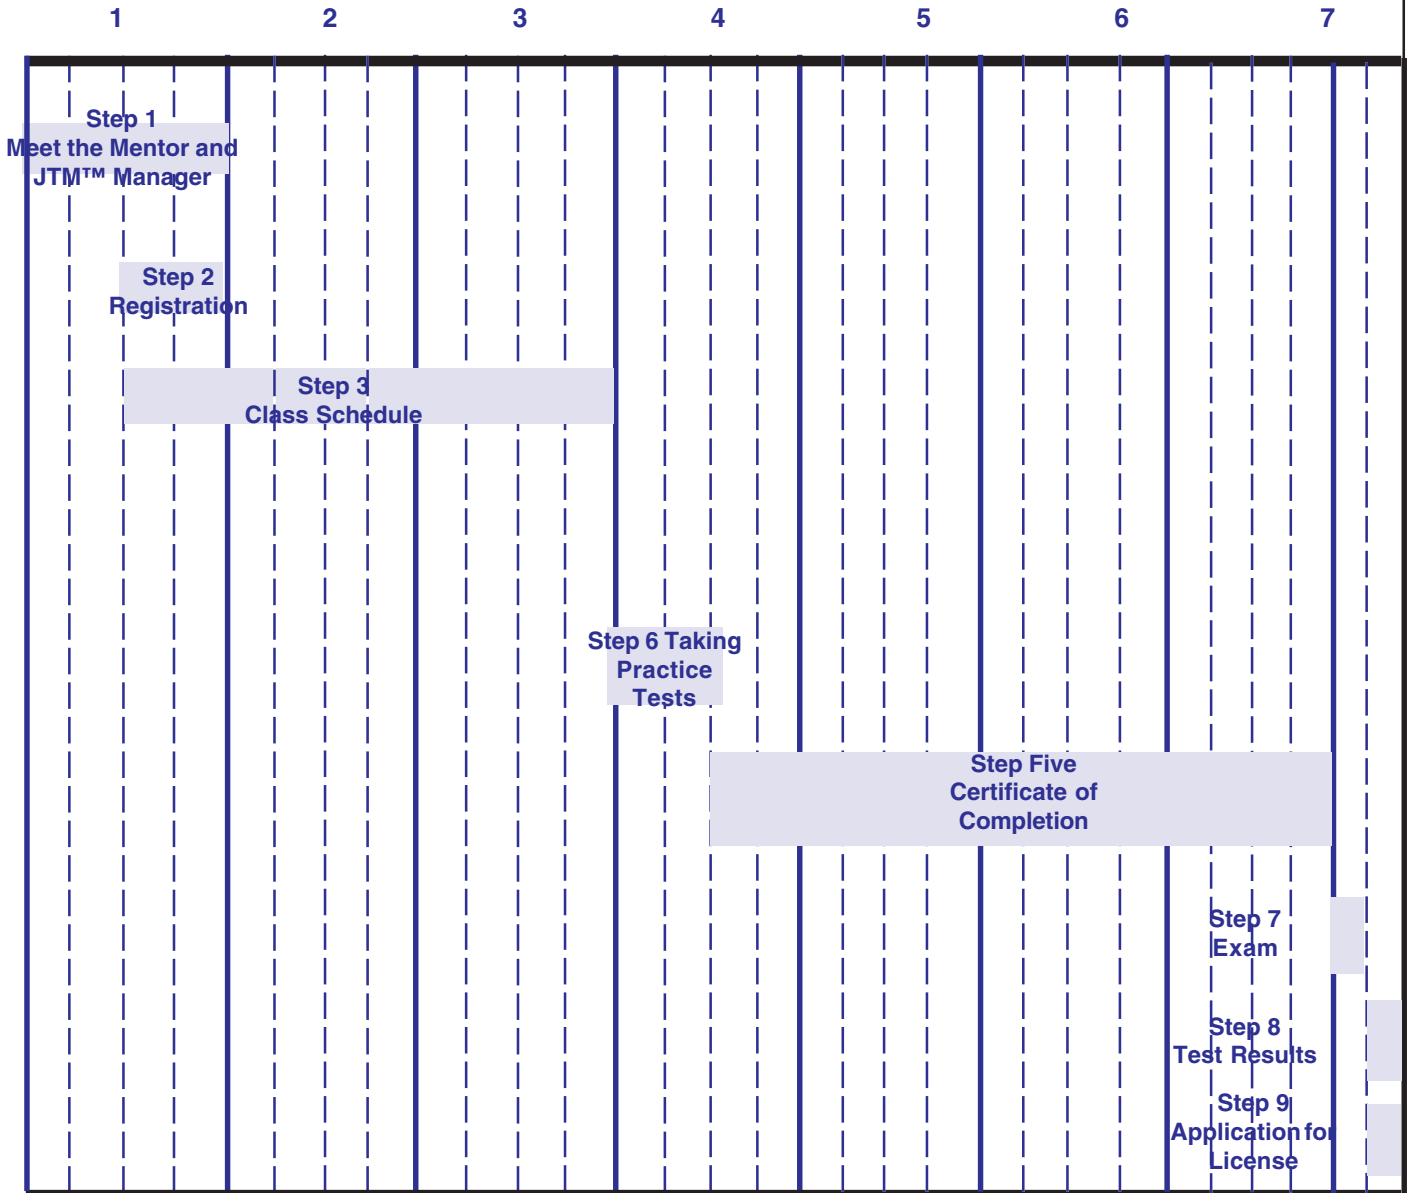 1 2 3 4 5 6 7
Step 1
Meet the Mentor and
JTM™ Manager
Step 2
Registration
Step 3
Class Schedule
Step 6 Taking
Practice
Tests
Step Five
Certificate of
Completion
Step 7
Exam
Step 8
Test Results
Step 9
Application for
License